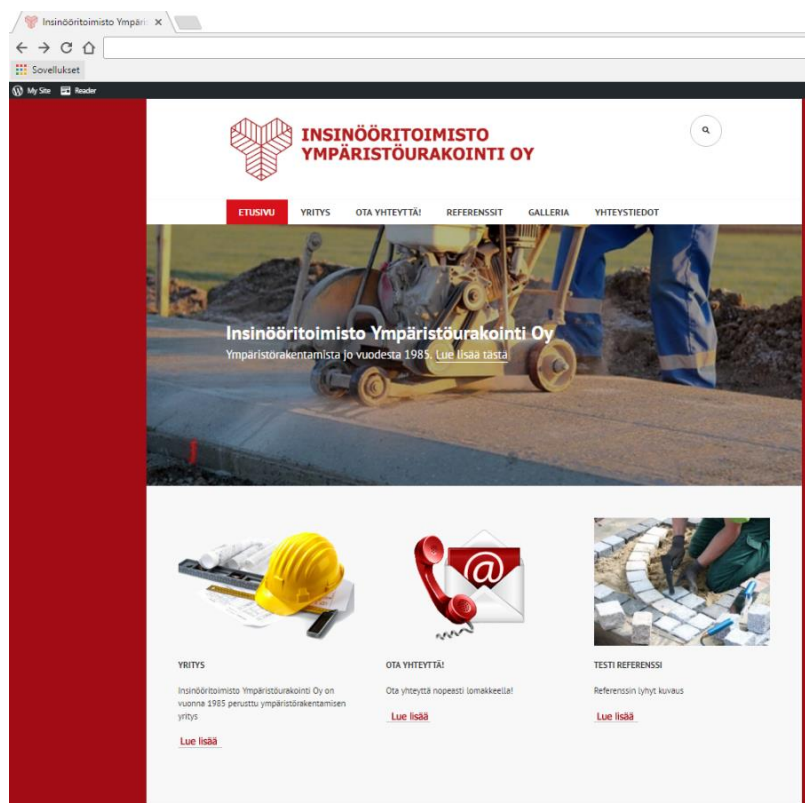 Insinööritoimisto Ympäri
Sovellukset
My Site Reader
INSINÖÖRITOIMISTO
YMPÄRISTÖURAKOINTI OY
ETUSIVU YRITYS OTA YHTEYTTÄ! REFERENSSIT GALLERIA YHTEYSTIEDOT
Insinööritoimisto Ympäristöurakointi Oy
Ympäristörakentamista jo vuodesta 1985. Lue lisää tästä
@
YRITYS
Insinööritoimisto Ympäristöurakointi Oy on
vuonna 1985 perusttu ympäristörakentamisen
yritys
Lue lisää
OTA YHTEYTTÄ!
Ota yhteyttä nopeasti lomakkeella!
Lue lisää
TESTI REFERENSSI
Referenssin lyhyt kuvaus
Lue lisää